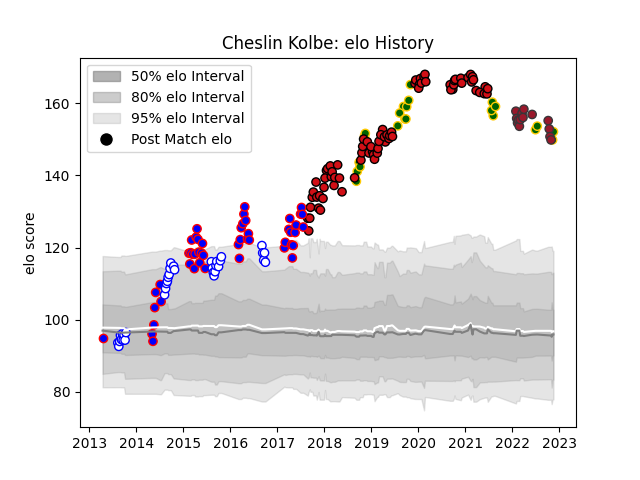 Cheslin Kolbe: elo History
50% elo Interval
80% elo Interval
95% elo Interval
Post Match elo
elo score
160
140
120
100
80
2013 2014 2015 2016 2017 2018 2019 2020 2021 2022 2023